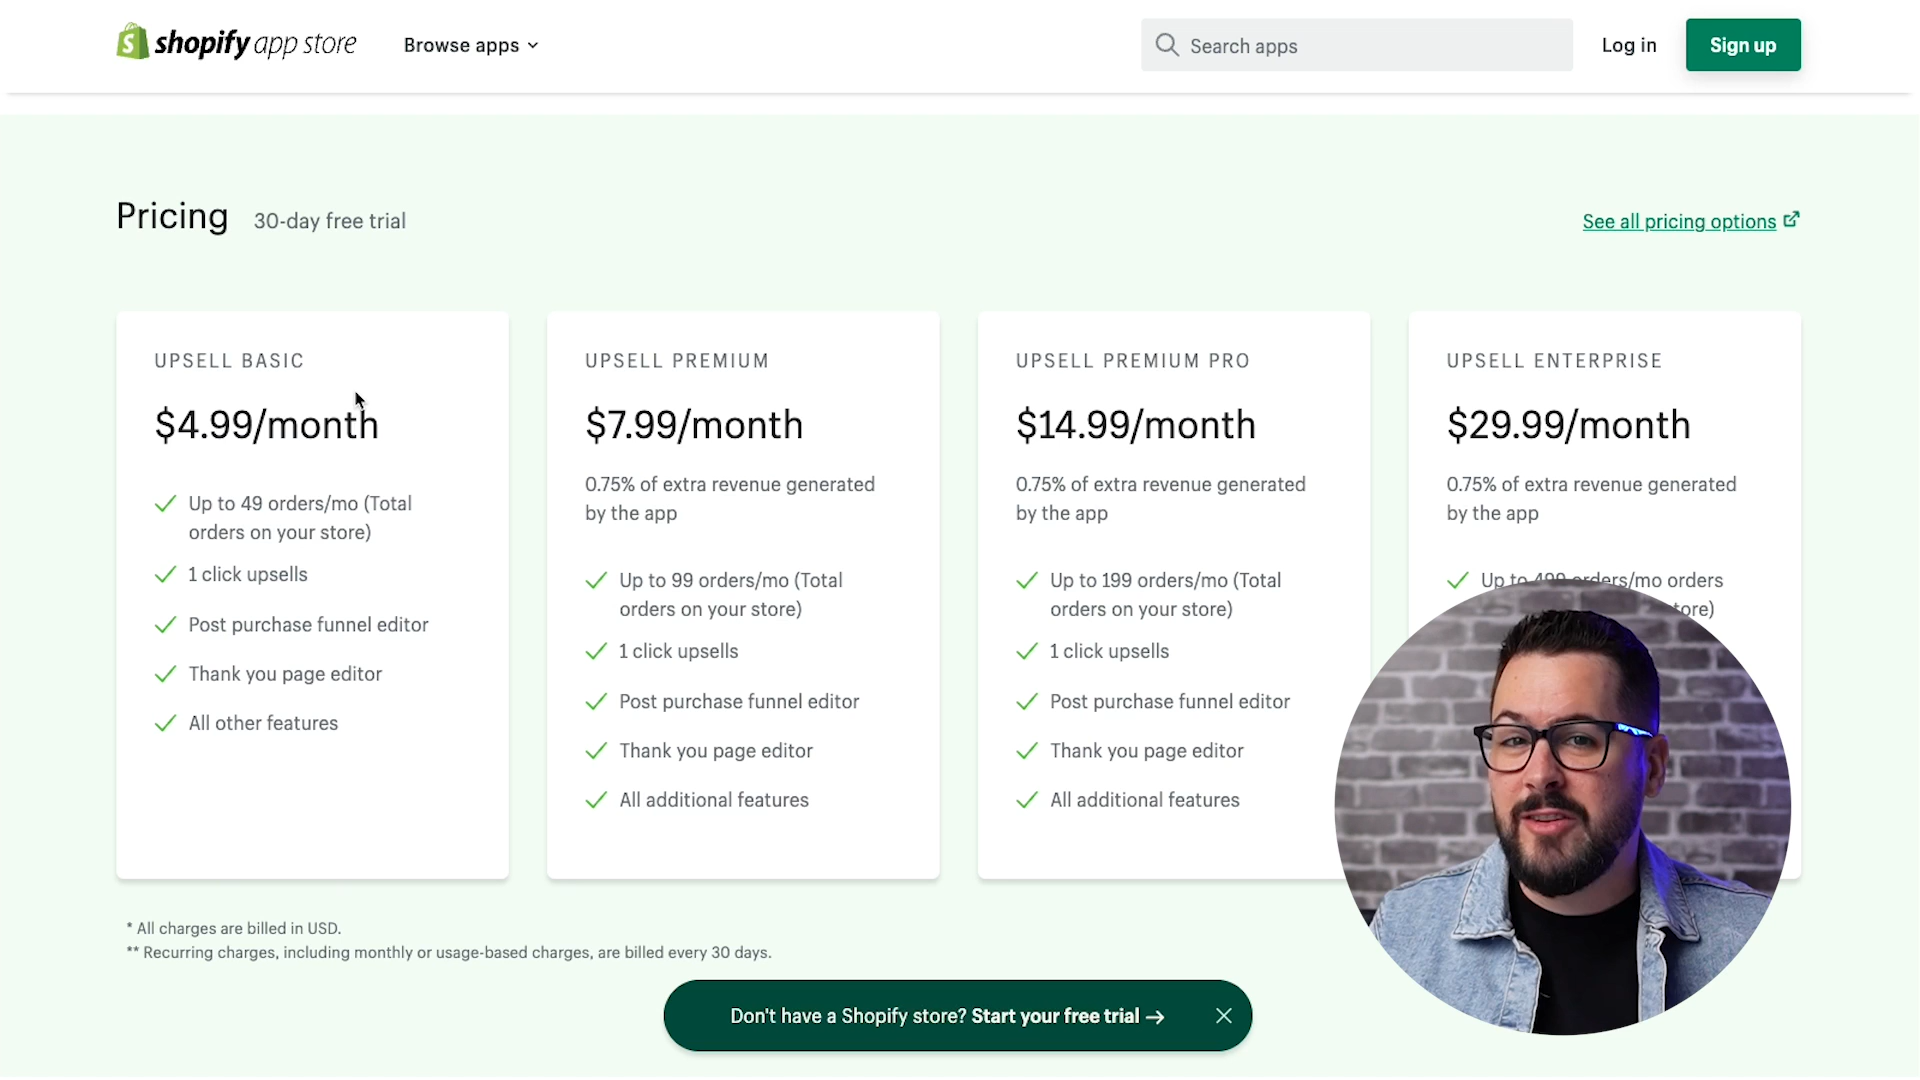 shopify app store
Browse apps
Search apps
Log in
Sign up
Pricing
30-day free trial
See all pricing options
UPSELL BASIC
$4.99/month
Up to 49 orders/mo (Total
orders on your store)
1 click upsells
Post purchase funnel editor
Thank you page editor
All other features
UPSELL PREMIUM
$7.99/month
0.75% of extra revenue generated
by the app
Up to 99 orders/mo (Total
orders on your store)
1 click upsells
Post purchase funnel editor
Thank you page editor
All additional features
UPSELL PREMIUM PRO
$14.99/month
0.75% of extra revenue generated
by the app
Up to 199 orders/mo (Total
orders on your store)
1 click upsells
Post purchase funnel editor
Thank you page editor
All additional features
UPSELL ENTERPRISE
$29.99/month
0.75% of extra revenue generated
by the app
Up to 499 orders/mo orders
* All charges are billed in USD.
** Recurring charges, including monthly or usage-based charges, are billed every 30 days.
Don't have a Shopify store? Start your free trial →